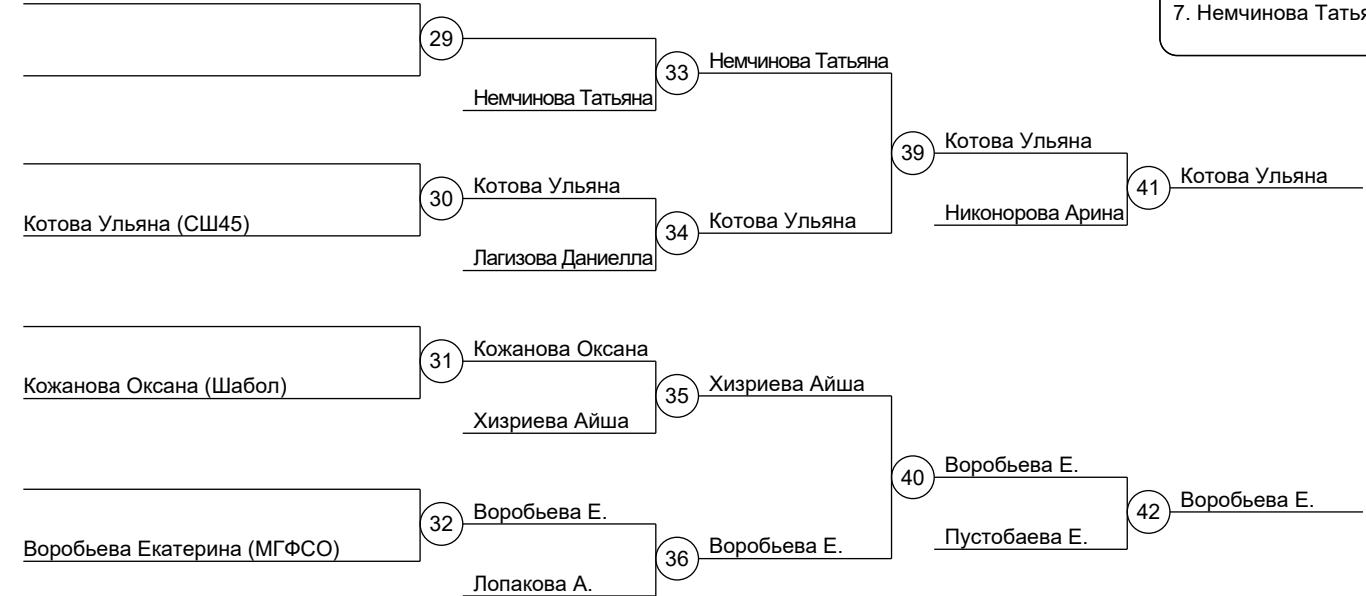 7. Немчинова Татья
29
Немчинова Татьяна
33
Немчинова Татьяна
39
Котова Ульяна
41
Котова Ульяна
Никонорова Арина
30
Котова Ульяна
Котова Ульяна (СШ45)
34
Котова Ульяна
Лагизова Даниелла
31
Кожанова Оксана
Кожанова Оксана (Шабол)
35
Хизриева Айша
Хизриева Айша
40
Воробьева Е.
42
Воробьева Е.
Пустобаева Е.
32
Воробьева Е.
Воробьева Екатерина (МГФСО)
36
Воробьева Е.
Лопакова А.